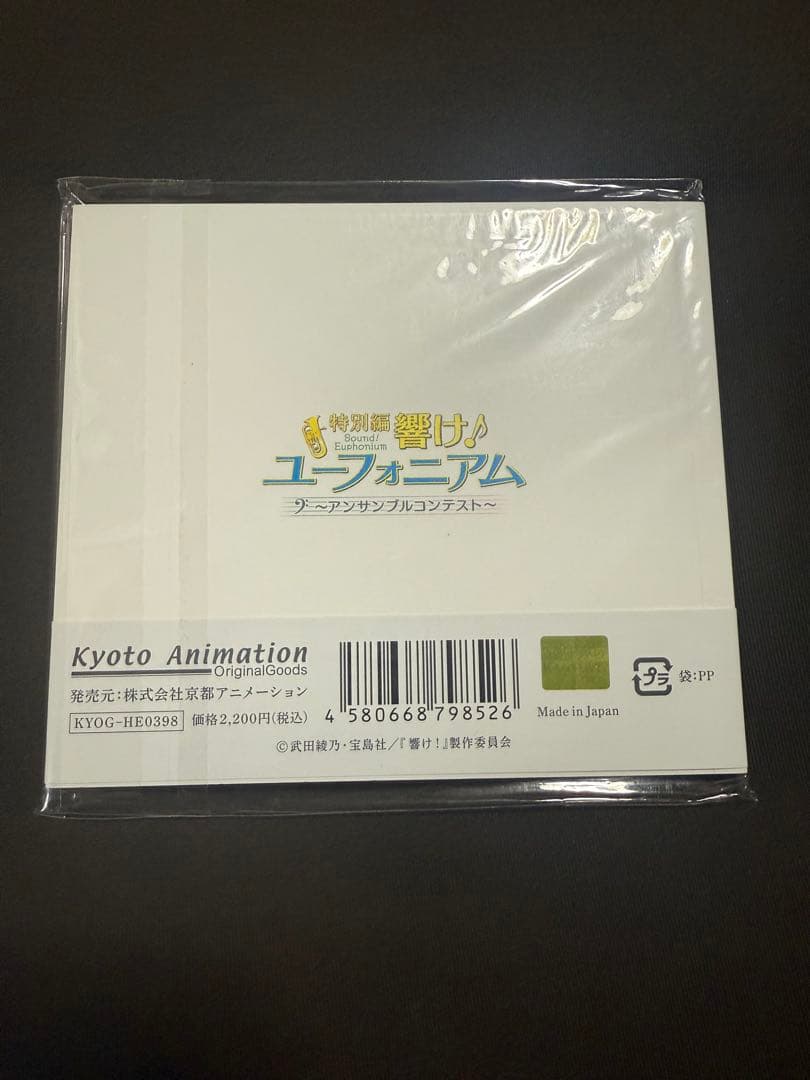 特別編 響け♪
Sound!
Euphonium
ユーフォニアム
～アンサンブルコンテスト～
Kyoto Animation
OriginalGoods
発売元:株式会社京都アニメーション
KYOG-HE0398 価格2,200円(税込)
4 580668 798526
Made in Japan
プラ 袋:PP
©武田綾乃・宝島社/『響け!』製作委員会